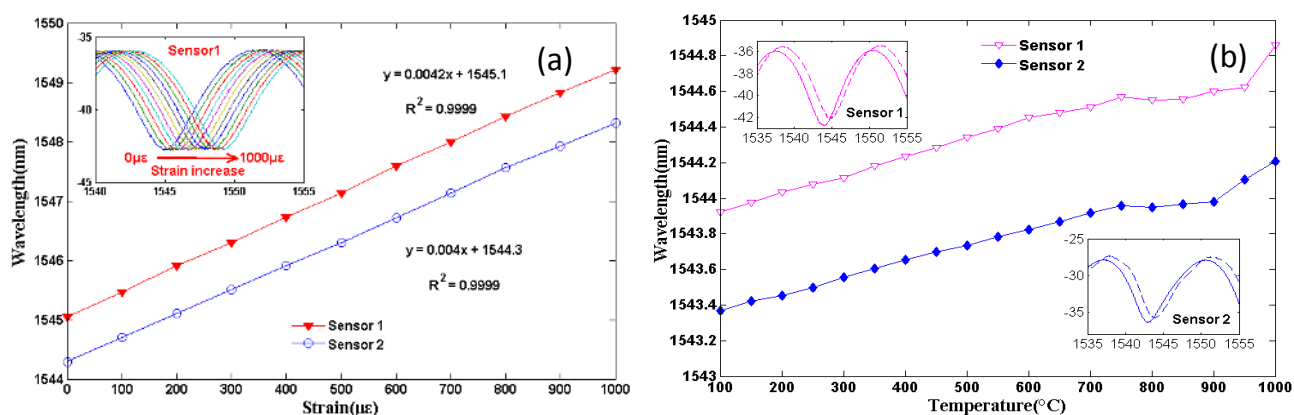 (a)
Wavelength(nm)
1550
1549
1548
1547
1546
1545
1544
0 100 200 300 400 500 600 700 800 900 1000
Strain(με)
Sensor1
-35
-40
-45
1540 1545 1550 1555
0με 1000με
Strain increase
y = 0.0042x + 1545.1
R² = 0.9999
y = 0.004x + 1544.3
R² = 0.9999
Sensor 1
Sensor 2
(b)
Wavelength(nm)
1545
1544.8
1544.6
1544.4
1544.2
1544
1543.8
1543.6
1543.4
1543.2
1543
100 200 300 400 500 600 700 800 900 1000
Temperature(°C)
Sensor 1
Sensor 2
-36
-38
-40
-42
1535 1540 1545 1550 1555
Sensor 1
-25
-30
-35
1535 1540 1545 1550 1555
Sensor 2